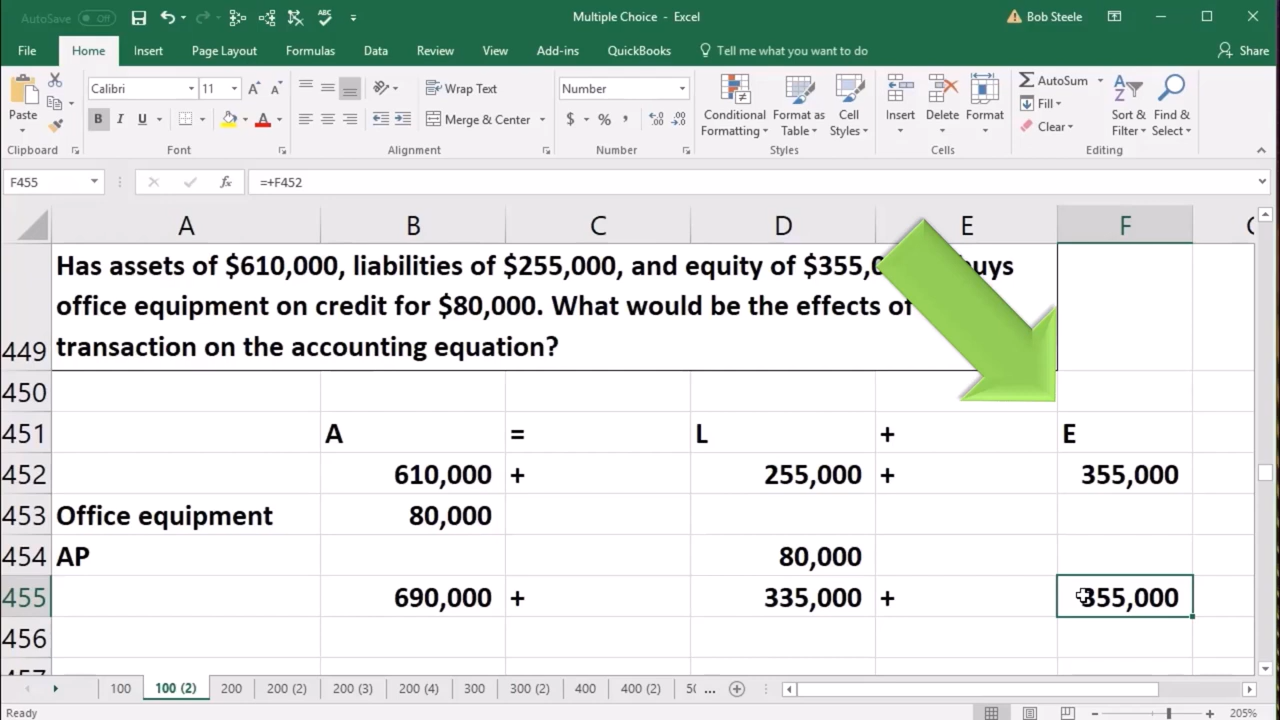 AutoSave Off
Multiple Choice - Excel
Bob Steele
File Home Insert Page Layout Formulas Data Review View Add-ins QuickBooks Tell me what you want to do Share
Paste
Clipboard
Calibri 11
B I U
Font
Wrap Text
Merge & Center
Alignment
Number
$ % ,
Number
Conditional Formatting
Format as Table
Cell Styles
Styles
Insert Delete Format
Cells
AutoSum
Fill
Clear
Sort & Filter
Find & Select
Editing
F455 fx =+F452
A B C D E F
449 Has assets of $610,000, liabilities of $255,000, and equity of $355,0 buys
office equipment on credit for $80,000. What would be the effects of
transaction on the accounting equation?
450
451 A = L + E
452 610,000 + 255,000 + 355,000
453 Office equipment 80,000
454 AP 80,000
455 690,000 + 335,000 + 355,000
456
457
100 100 (2) 200 200 (2) 200 (3) 200 (4) 300 300 (2) 400 400 (2) ...
Ready 205%